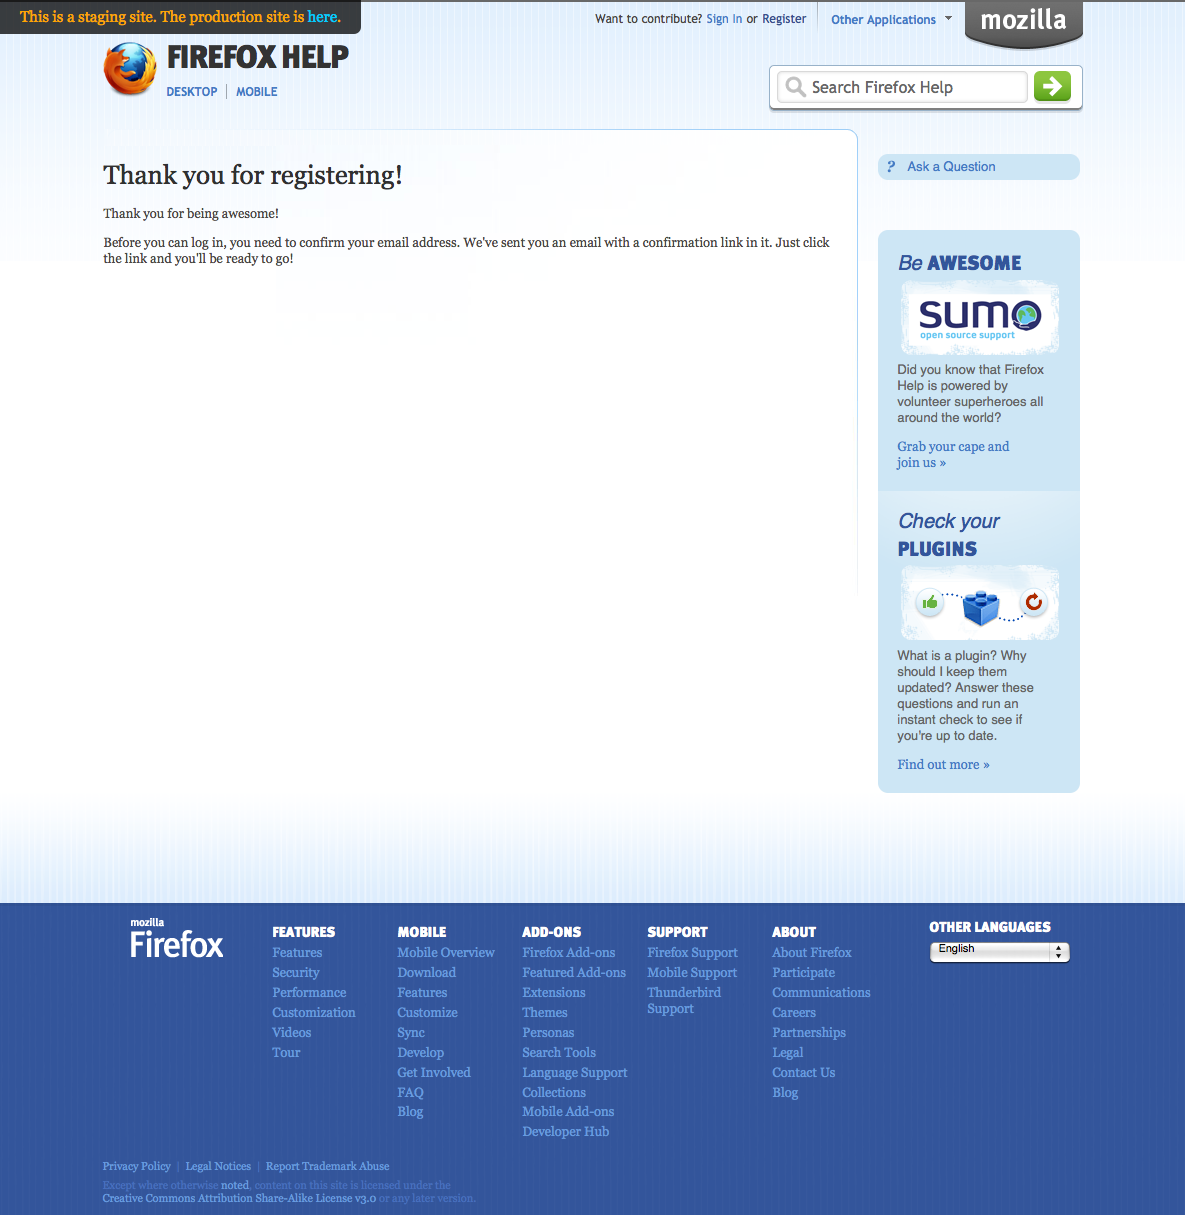 This is a staging site. The production site is here.
Want to contribute? Sign In or Register
Other Applications
mozilla
FIREFOX HELP
DESKTOP | MOBILE
Search Firefox Help
Thank you for registering!
Thank you for being awesome!
Before you can log in, you need to confirm your email address. We've sent you an email with a confirmation link in it. Just click
the link and you'll be ready to go!
? Ask a Question
Be AWESOME
sumo
open source support
Did you know that Firefox
Help is powered by
volunteer superheroes all
around the world?
Grab your cape and
join us »
Check your
PLUGINS
What is a plugin? Why
should I keep them
updated? Answer these
questions and run an
instant check to see if
you're up to date.
Find out more »
mozilla
Firefox
FEATURES
Features
Security
Performance
Customization
Videos
Tour
MOBILE
Mobile Overview
Download
Features
Customize
Sync
Develop
Get Involved
FAQ
Blog
ADD-ONS
Firefox Add-ons
Featured Add-ons
Extensions
Themes
Personas
Search Tools
Language Support
Collections
Mobile Add-ons
Developer Hub
SUPPORT
Firefox Support
Mobile Support
Thunderbird
Support
ABOUT
About Firefox
Participate
Communications
Careers
Partnerships
Legal
Contact Us
Blog
OTHER LANGUAGES
English
Privacy Policy | Legal Notices | Report Trademark Abuse
Except where otherwise noted, content on this site is licensed under the
Creative Commons Attribution Share-Alike License v3.0 or any later version.